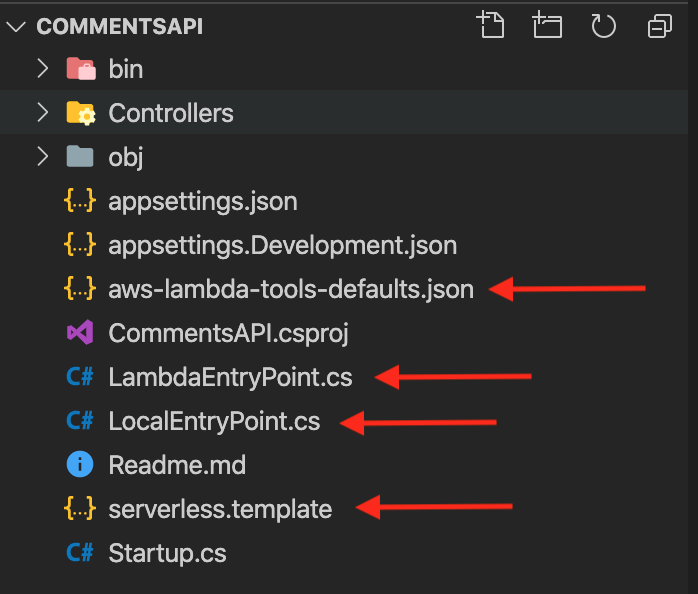 COMMENTSAPI
bin
Controllers
obj
{...} appsettings.json
{...} appsettings.Development.json
{...} aws-lambda-tools-defaults.json
CommentsAPI.csproj
C# LambdaEntryPoint.cs
C# LocalEntryPoint.cs
i Readme.md
{...} serverless.template
C# Startup.cs